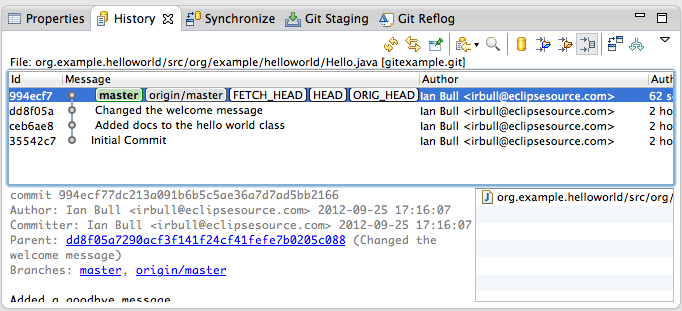 Properties History Synchronize Git Staging Git Reflog
File: org.example.helloworld/src/org/example/helloworld/Hello.java [gitexample.git]
Id Message Author
994ecf7 master origin/master FETCH_HEAD HEAD ORIG_HEAD Ian Bull <irbull@eclipsesource.com> 62
dd8f05a Changed the welcome message Ian Bull <irbull@eclipsesource.com> 2 ho
ceb6ae8 Added docs to the hello world class Ian Bull <irbull@eclipsesource.com> 2 ho
35542c7 Initial Commit Ian Bull <irbull@eclipsesource.com> 2 ho
commit 994ecf77dc213a091b6b5c5ae36a7d7ad5bb2166
Author: Ian Bull <irbull@eclipsesource.com> 2012-09-25 17:16:07
Committer: Ian Bull <irbull@eclipsesource.com> 2012-09-25 17:16:07
Parent: dd8f05a7290acf3f141f24cf41fefe7b0205c088 (Changed the
welcome message)
Branches: master, origin/master
Added a goodbye message
J org.example.helloworld/src/org/